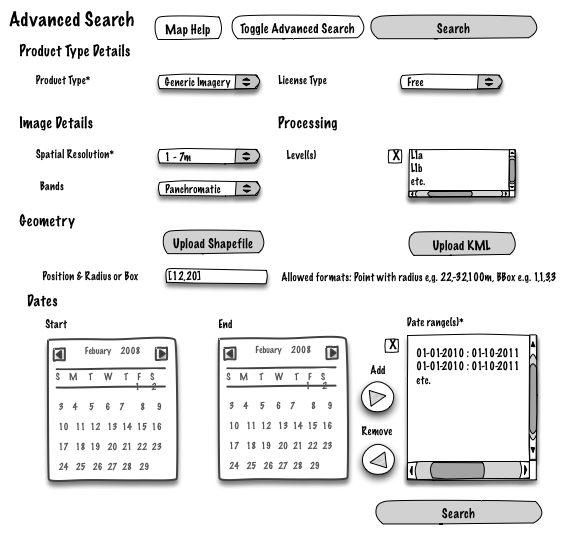 Advanced Search
Map Help
Toggle Advanced Search
Search
Product Type Details
Product Type*
Generic Imagery
License Type
Free
Image Details
Processing
Spatial Resolution*
1 - 7m
Level(s)
X
L1a
L1b
etc.
Bands
Panchromatic
Geometry
Upload Shapefile
Upload KML
Position & Radius or Box
[12,20]
Allowed formats: Point with radius e,g. 22,-32,100m, BBox e.g. 1,1,3,3
Dates
Start
End
Date range(s)*
Febuary 2008
S M T W T F S
1 2
3 4 5 6 7 8 9
10 11 12 13 14 15 16
17 18 19 20 21 22 23
24 25 26 27 28 29
Febuary 2008
S M T W T F S
1 2
3 4 5 6 7 8 9
10 11 12 13 14 15 16
17 18 19 20 21 22 23
24 25 26 27 28 29
X
Add
Remove
01-01-2010 : 01-10-2011
01-01-2010 : 01-10-2011
etc.
Search